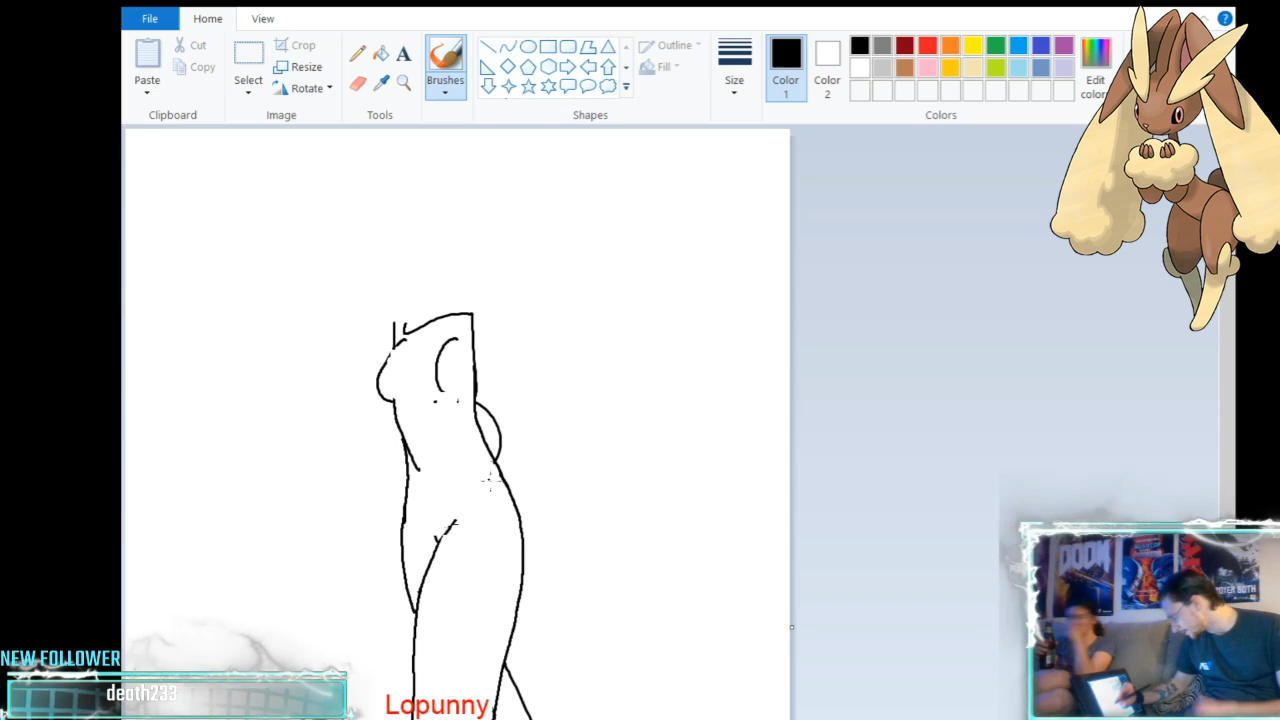 File Home View
Paste Cut Copy Clipboard
Select Crop Resize Rotate Image
A Tools
Brushes
Outline Fill Shapes
Size
Color 1 Color 2 Edit colors Colors
DOOM
NEW FOLLOWER
death233
Lopunny